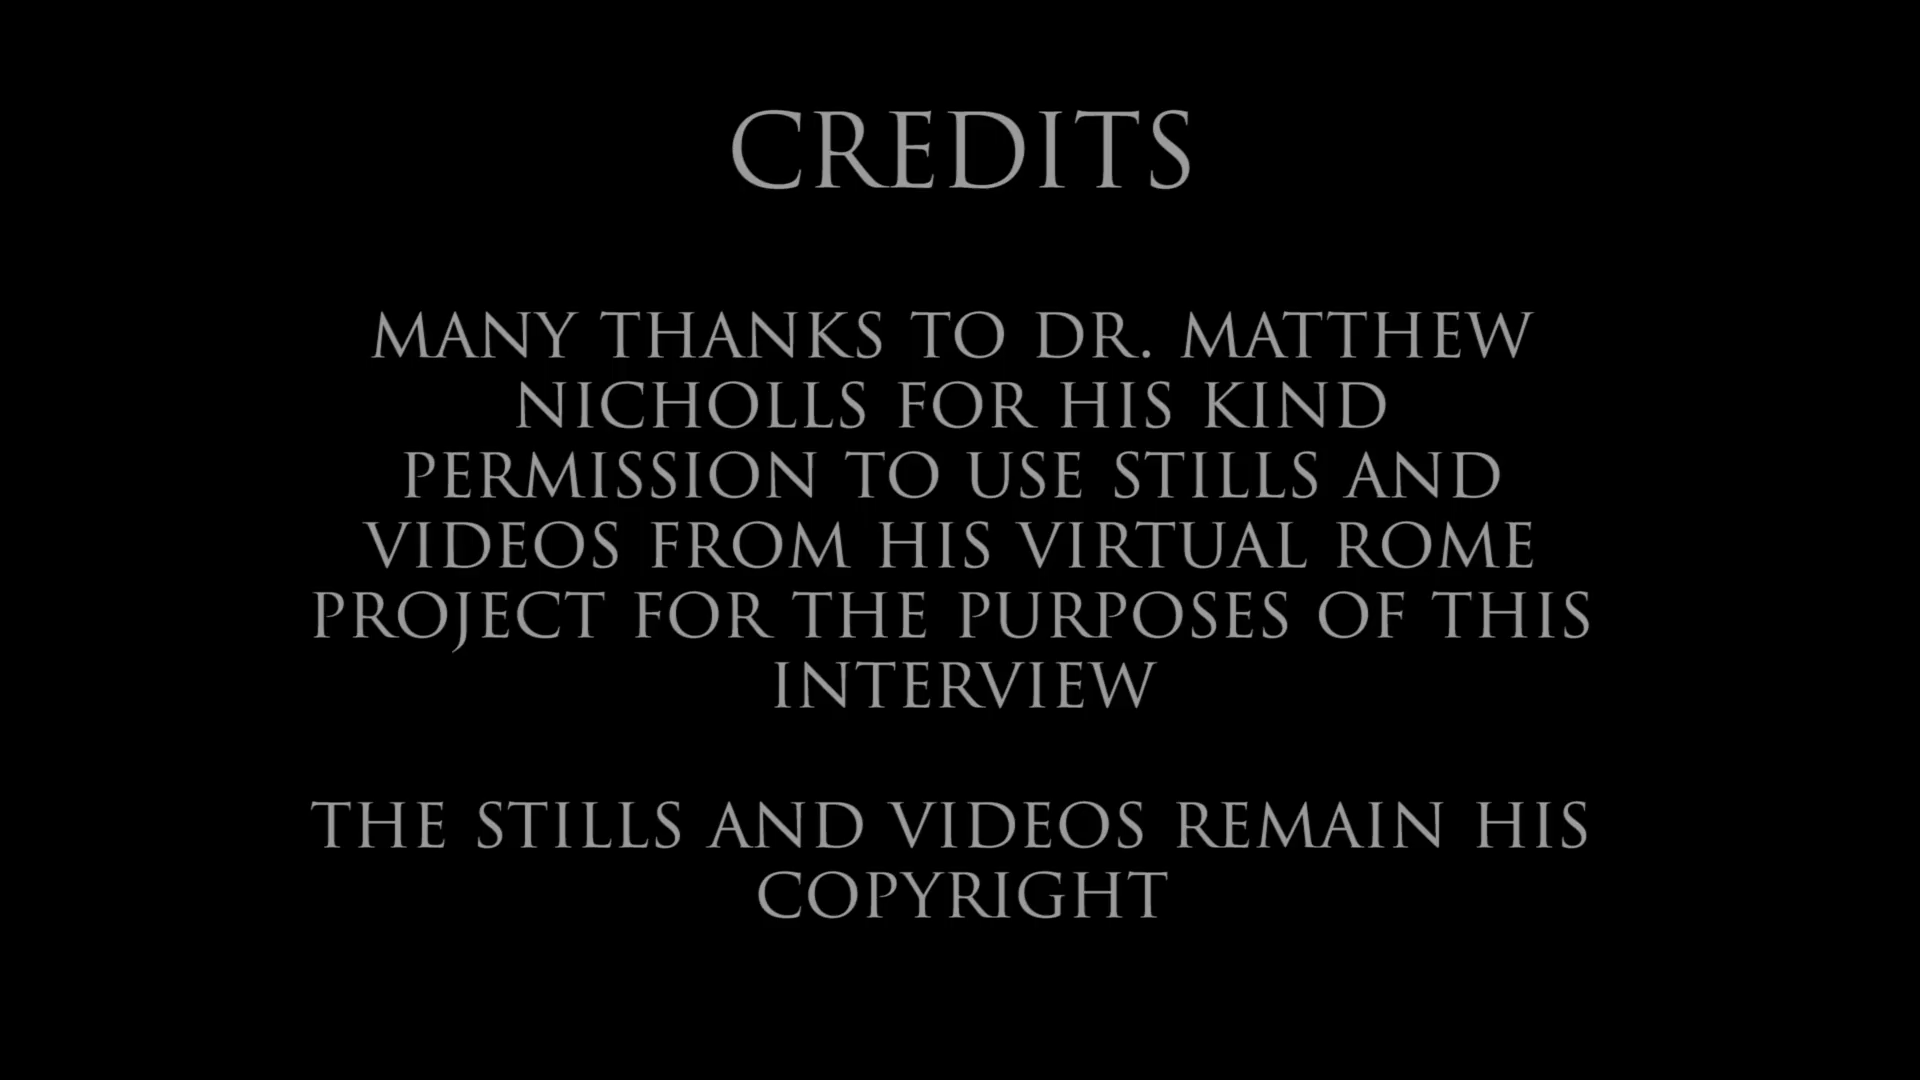 CREDITS
MANY THANKS TO DR. MATTHEW
NICHOLLS FOR HIS KIND
PERMISSION TO USE STILLS AND
VIDEOS FROM HIS VIRTUAL ROME
PROJECT FOR THE PURPOSES OF THIS
INTERVIEW
THE STILLS AND VIDEOS REMAIN HIS
COPYRIGHT